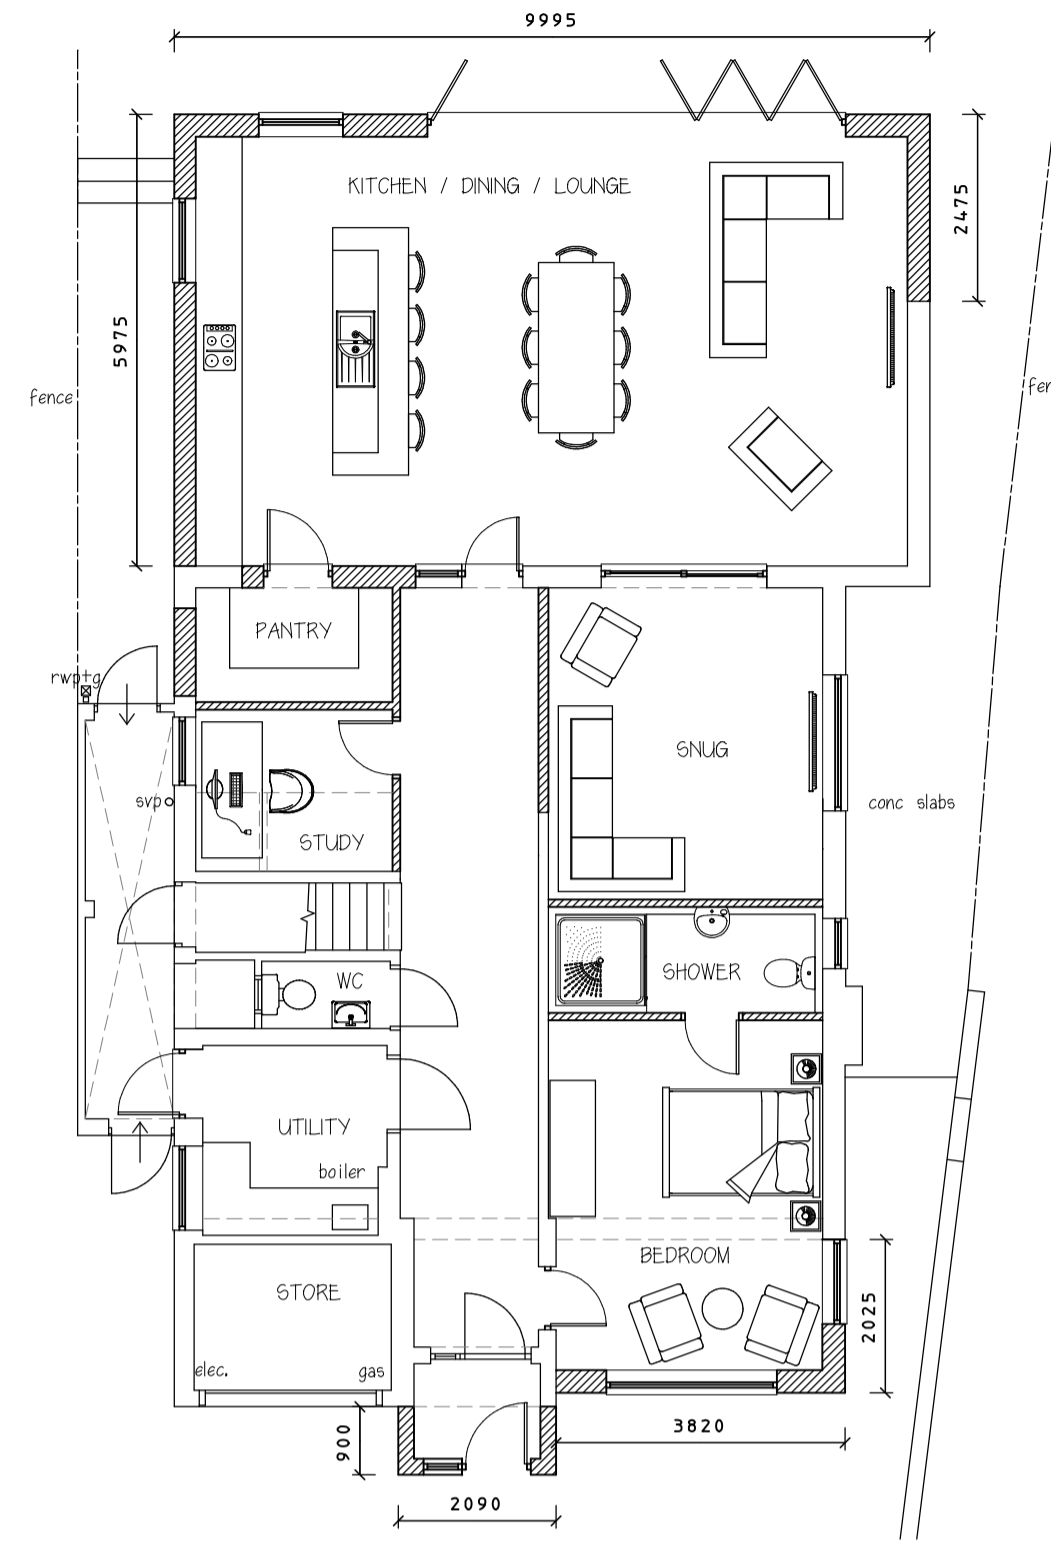 9995
KITCHEN / DINING / LOUNGE
2475
5975
fence
fen
PANTRY
rwptg
SNUG
svp
conc slabs
STUDY
WC
SHOWER
UTILITY
boiler
BEDROOM
STORE
2025
elec.
gas
900
3820
2090